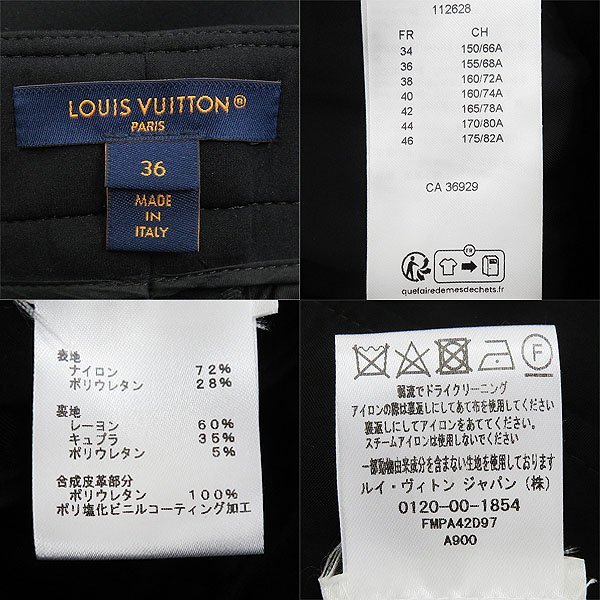 LOUIS VUITTON®
PARIS
36
MADE
IN
ITALY
112628
FR CH
34 150/66A
36 155/68A
38 160/72A
40 160/74A
42 165/78A
44 170/80A
46 175/82A
CA 36929
FR
quefairedemesdechets.fr
表地
ナイロン 72%
ポリウレタン 28%
裏地
レーヨン 60%
キュプラ 35%
ポリウレタン 5%
合成皮革部分
ポリウレタン 100%
ポリ塩化ビニルコーティング加工
F
弱流でドライクリーニング
アイロンの際は裏返しにしてあて布を使用してください
裏返しにしてアイロンをあててください
スチームアイロンは使用しないでください
一部動物由来成分を含まない生地を使用しております
ルイ・ヴィトン ジャパン (株)
0120-00-1854
FMPA42D97
A900